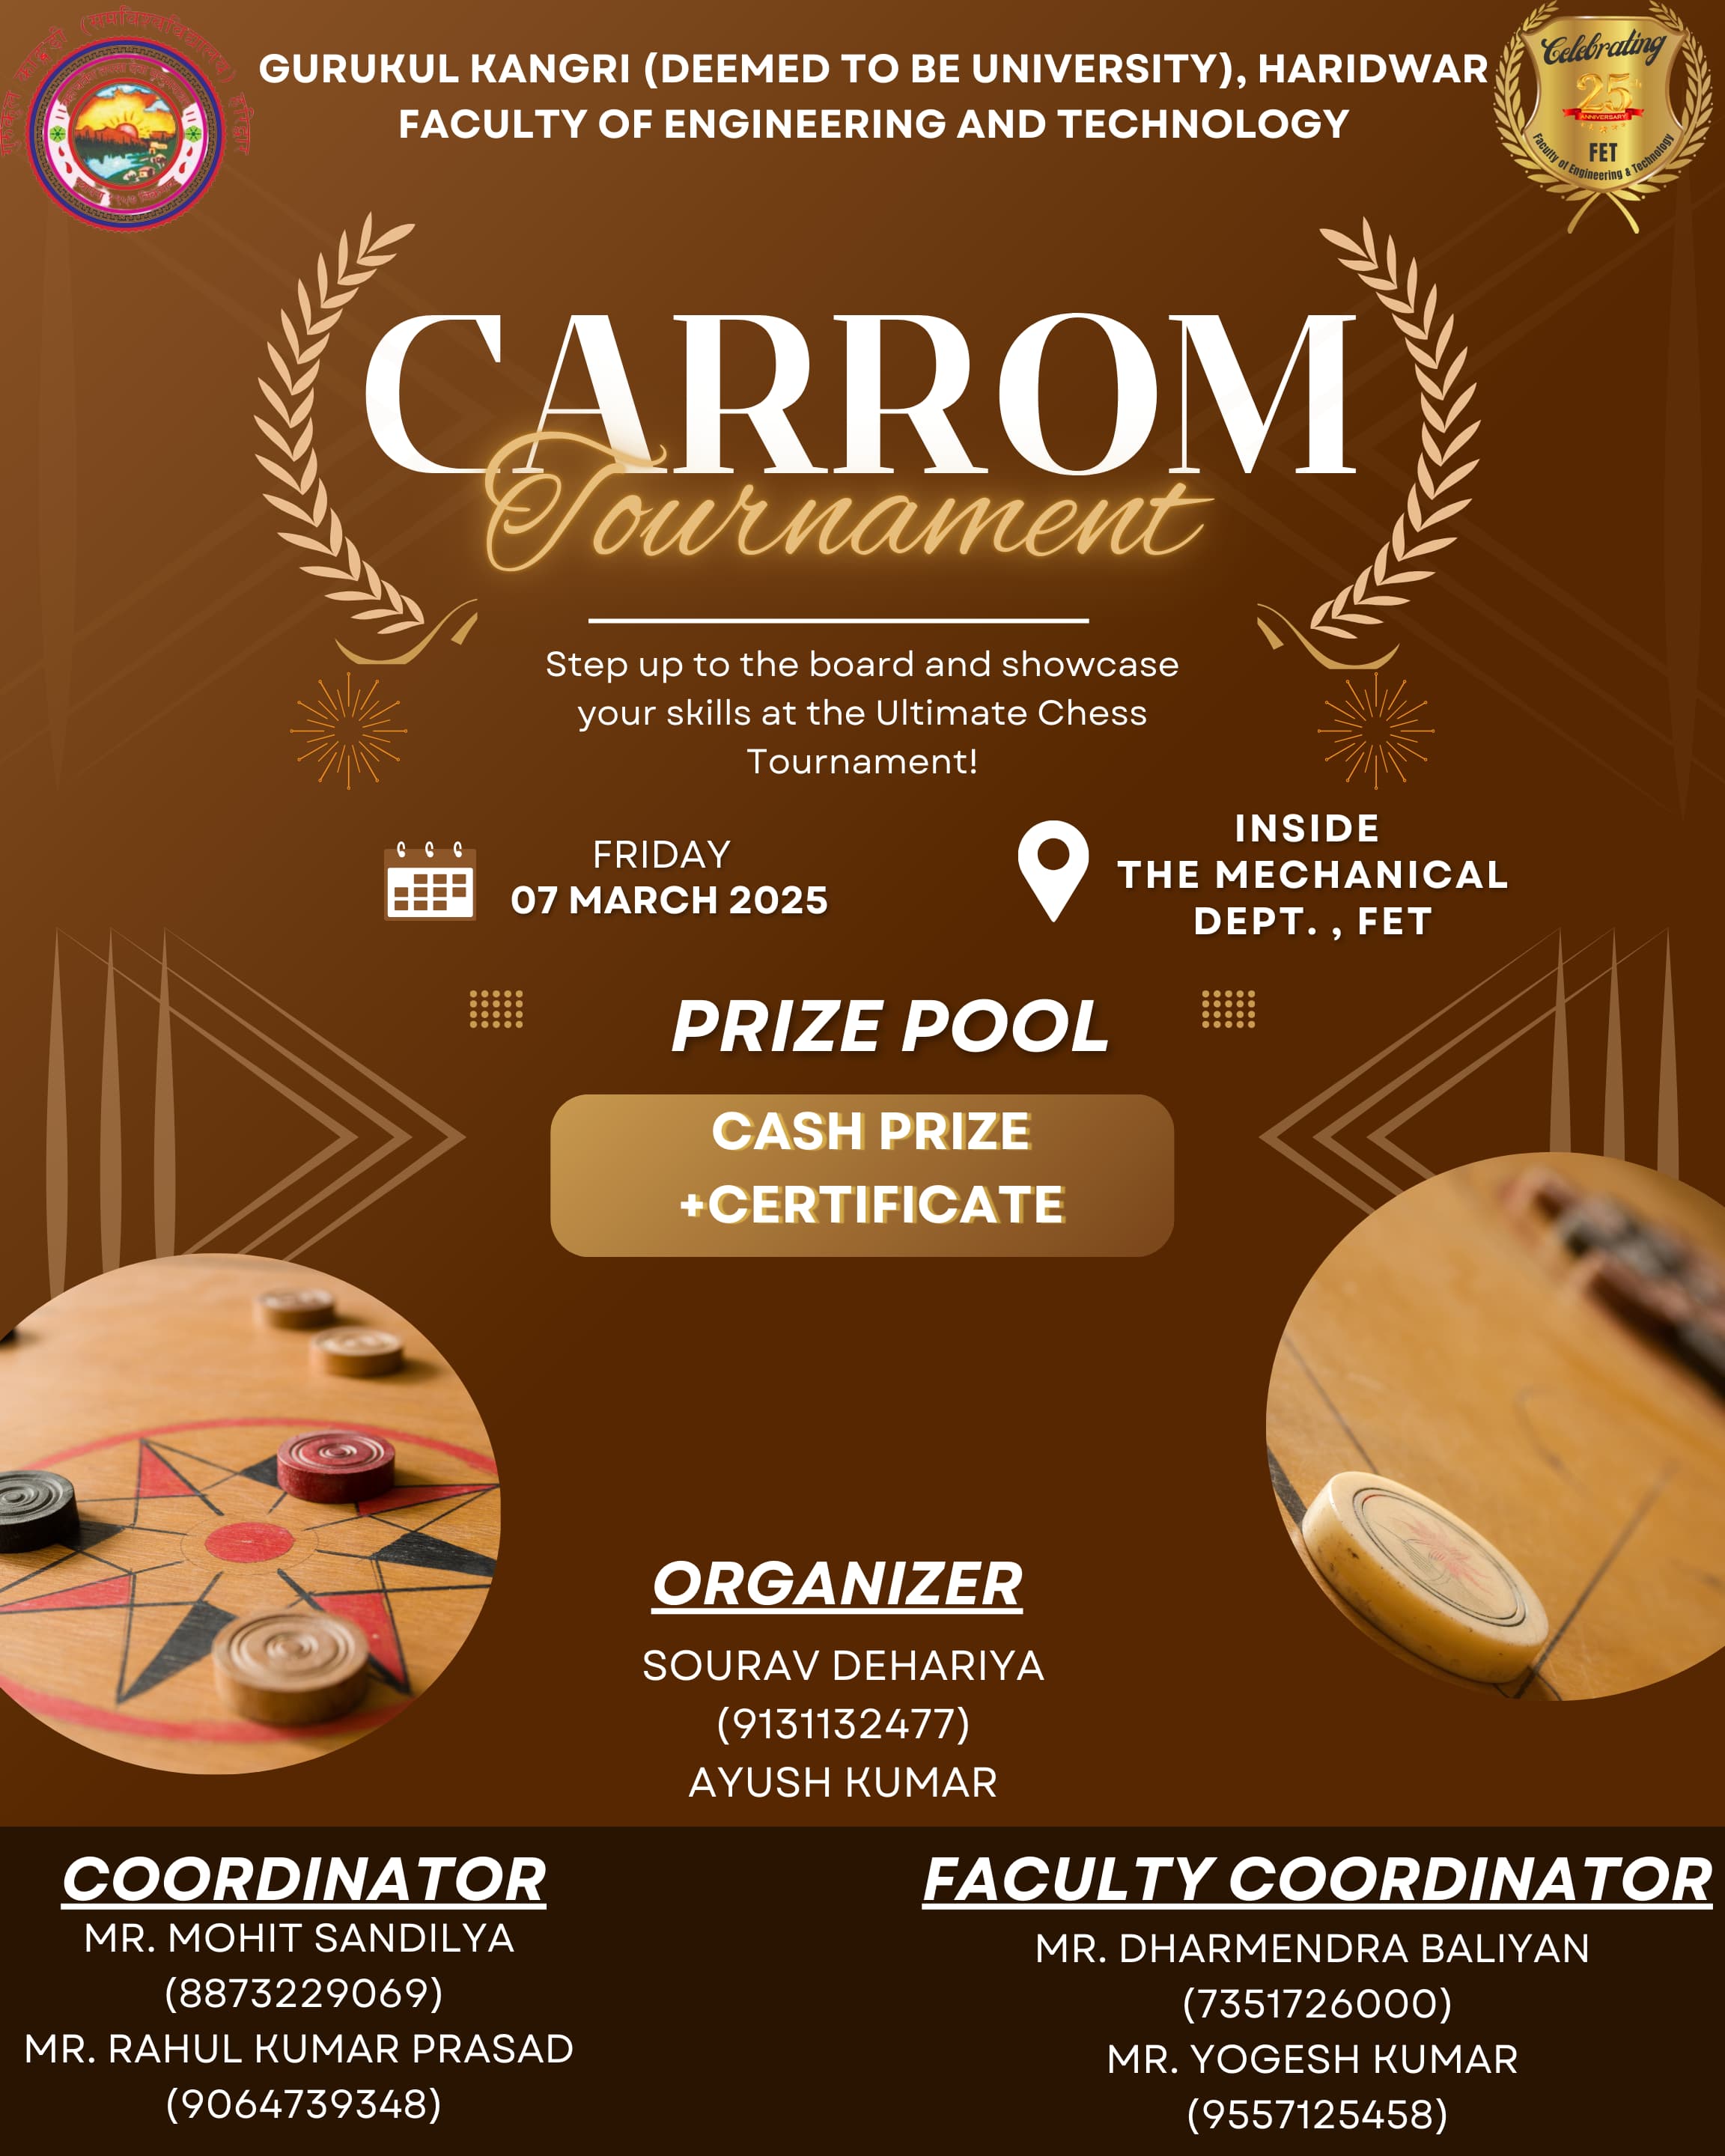 GURUKUL KANGRI (DEEMED TO BE UNIVERSITY), HARIDWAR
FACULTY OF ENGINEERING AND TECHNOLOGY
Celebrating
25th
ANNIVERSARY
FET
Faculty of Engineering & Technology
CARROM
Tournament
Step up to the board and showcase
your skills at the Ultimate Chess
Tournament!
FRIDAY
07 MARCH 2025
INSIDE
THE MECHANICAL
DEPT. , FET
PRIZE POOL
CASH PRIZE
+CERTIFICATE
ORGANIZER
SOURAV DEHARIYA
(9131132477)
AYUSH KUMAR
COORDINATOR
MR. MOHIT SANDILYA
(8873229069)
MR. RAHUL KUMAR PRASAD
(9064739348)
FACULTY COORDINATOR
MR. DHARMENDRA BALIYAN
(7351726000)
MR. YOGESH KUMAR
(9557125458)